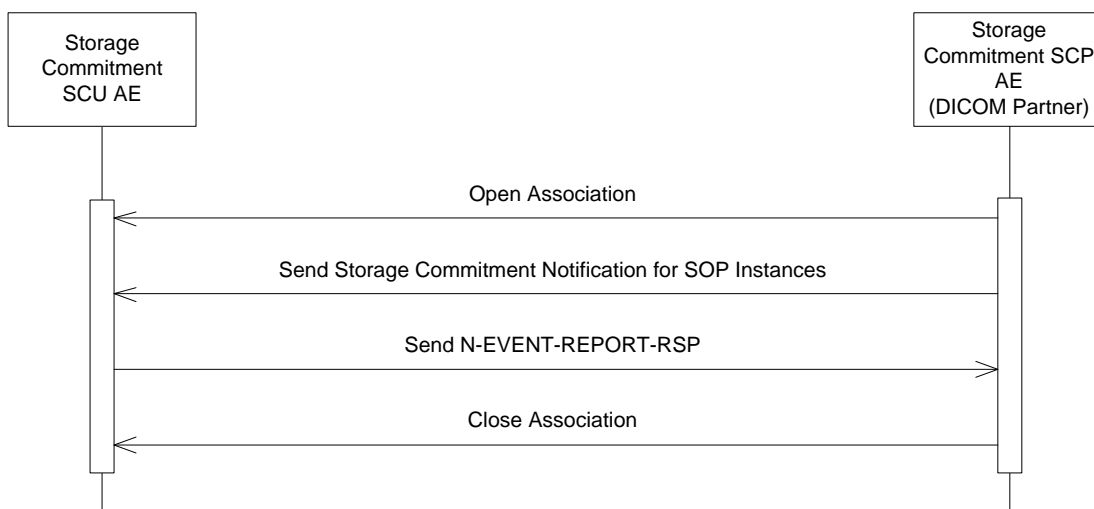 Storage
Commitment
SCU AE
Storage
Commitment SCP
AE
(DICOM Partner)
Open Association
Send Storage Commitment Notification for SOP Instances
Send N-EVENT-REPORT-RSP
Close Association